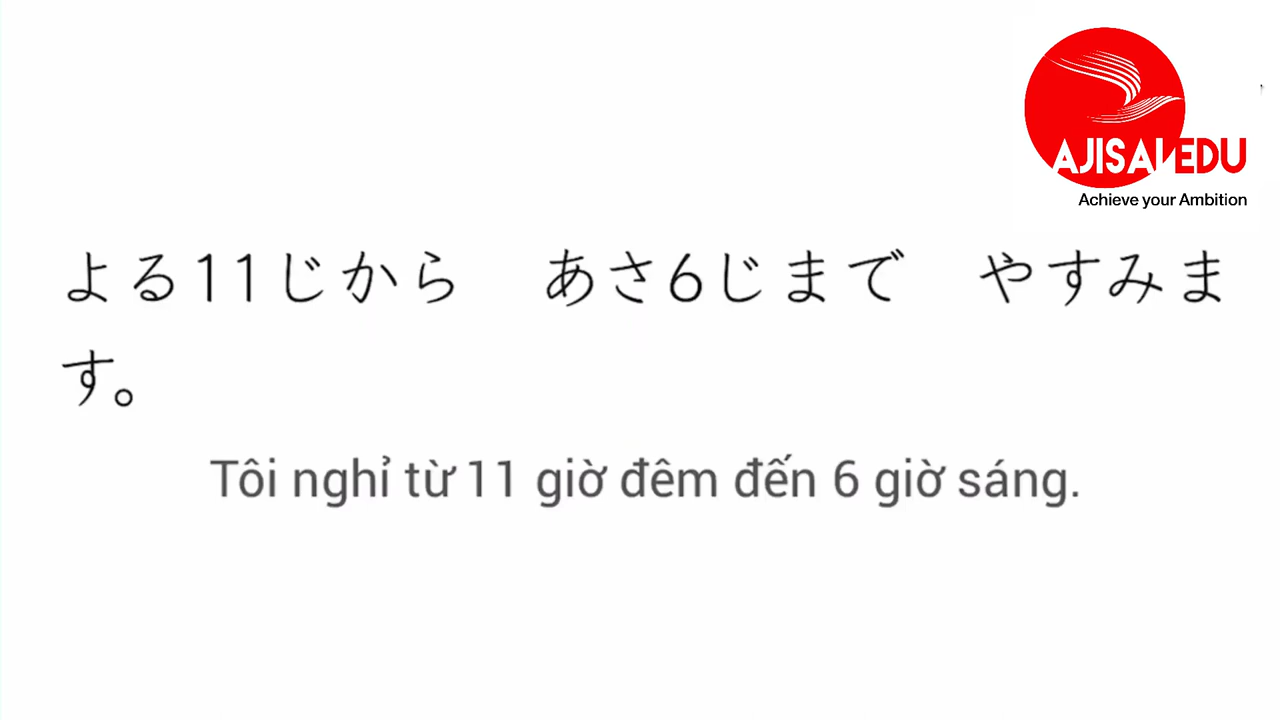 AJISAI EDU
Achieve your Ambition
よる11じから　あさ6じまで　やすみま
す。
Tôi nghỉ từ 11 giờ đêm đến 6 giờ sáng.